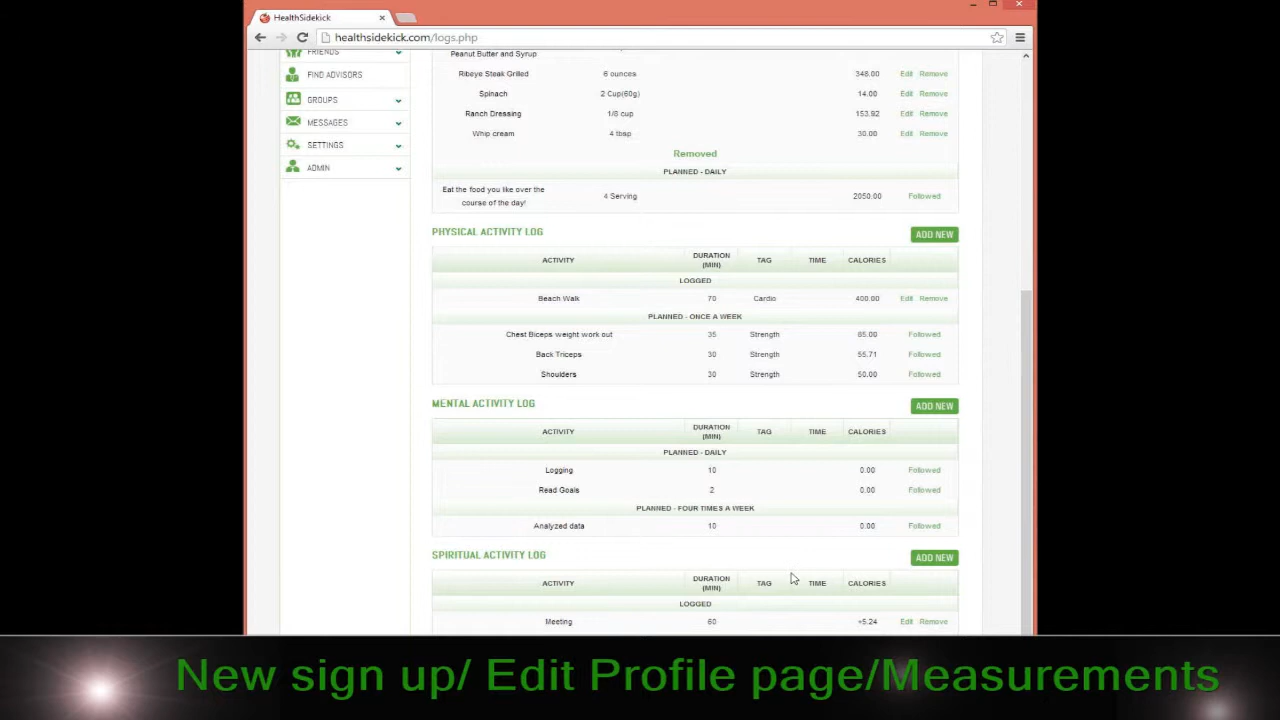 HealthSidekick
healthsidekick.com/logs.php
FRIENDS
FIND ADVISORS
GROUPS
MESSAGES
SETTINGS
ADMIN
Peanut Butter and Syrup
Ribeye Steak Grilled 6 ounces 348.00 Edit Remove
Spinach 2 Cup(60g) 14.00 Edit Remove
Ranch Dressing 1/8 cup 153.92 Edit Remove
Whip cream 4 tbsp 30.00 Edit Remove
Removed
PLANNED - DAILY
Eat the food you like over the
course of the day! 4 Serving 2050.00 Followed
PHYSICAL ACTIVITY LOG ADD NEW
ACTIVITY DURATION (MIN) TAG TIME CALORIES
LOGGED
Beach Walk 70 Cardio 400.00 Edit Remove
PLANNED - ONCE A WEEK
Chest Biceps weight work out 35 Strength 65.00 Followed
Back Triceps 30 Strength 55.71 Followed
Shoulders 30 Strength 50.00 Followed
MENTAL ACTIVITY LOG ADD NEW
ACTIVITY DURATION (MIN) TAG TIME CALORIES
PLANNED - DAILY
Logging 10 0.00 Followed
Read Goals 2 0.00 Followed
PLANNED - FOUR TIMES A WEEK
Analyzed data 10 0.00 Followed
SPIRITUAL ACTIVITY LOG ADD NEW
ACTIVITY DURATION (MIN) TAG TIME CALORIES
LOGGED
Meeting 60 +5.24 Edit Remove
New sign up/ Edit Profile page/Measurements